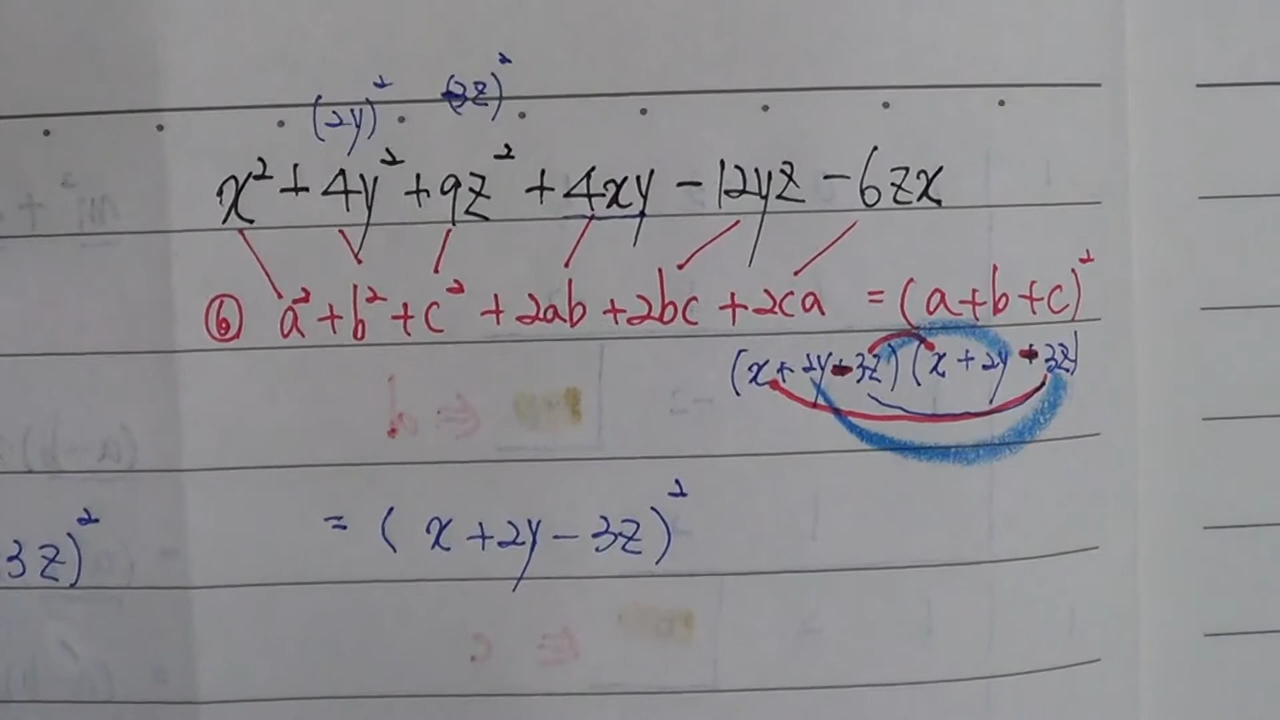 (2y)² (3z)²
x² + 4y² + 9z² + 4xy - 12yz - 6zx
⑥ a² + b² + c² + 2ab + 2bc + 2ca = (a+b+c)²
(x+2y-3z)(x+2y-3z)
3z)² = (x+2y-3z)²